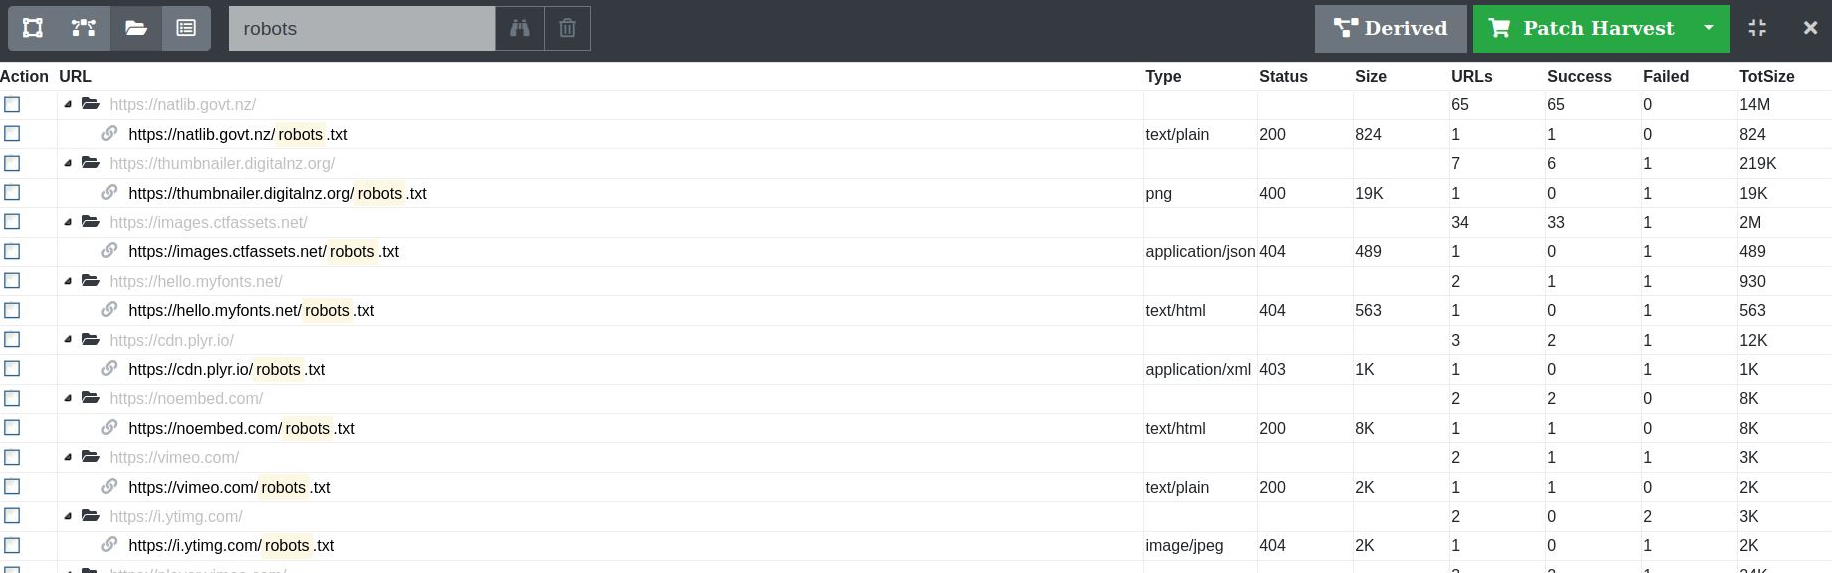 robots Derived Patch Harvest
Action URL Type Status Size URLs Success Failed TotSize
https://natlib.govt.nz/ 65 65 0 14M
https://natlib.govt.nz/robots.txt text/plain 200 824 1 1 0 824
https://thumbnailer.digitalnz.org/ 7 6 1 219K
https://thumbnailer.digitalnz.org/robots.txt png 400 19K 1 0 1 19K
https://images.ctfassets.net/ 34 33 1 2M
https://images.ctfassets.net/robots.txt application/json 404 489 1 0 1 489
https://hello.myfonts.net/ 2 1 1 930
https://hello.myfonts.net/robots.txt text/html 404 563 1 0 1 563
https://cdn.plyr.io/ 3 2 1 12K
https://cdn.plyr.io/robots.txt application/xml 403 1K 1 0 1 1K
https://noembed.com/ 2 2 0 8K
https://noembed.com/robots.txt text/html 200 8K 1 1 0 8K
https://vimeo.com/ 2 1 1 3K
https://vimeo.com/robots.txt text/plain 200 2K 1 1 0 2K
https://i.ytimg.com/ 2 0 2 3K
https://i.ytimg.com/robots.txt image/jpeg 404 2K 1 0 1 2K